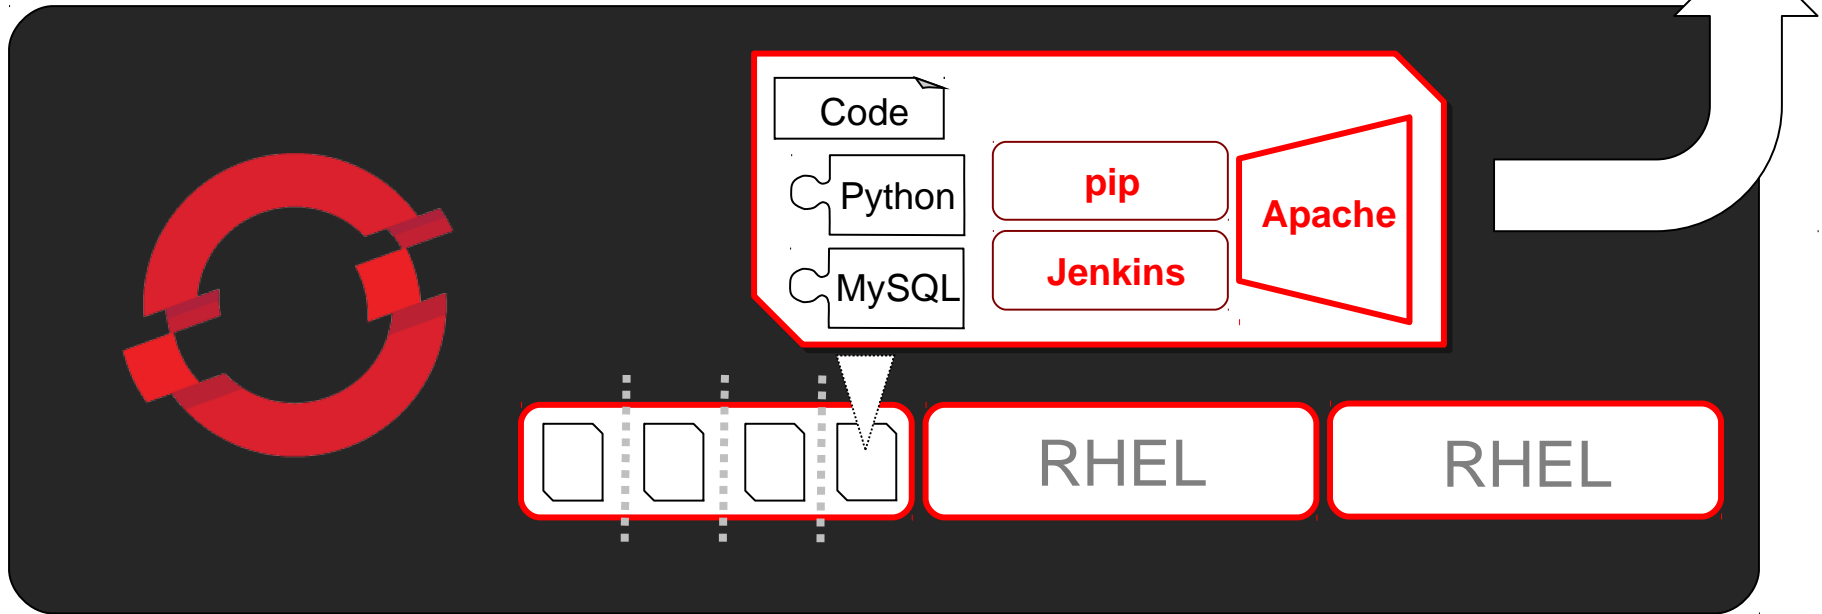 Code
Python
MySQL
pip
Jenkins
Apache
RHEL
RHEL